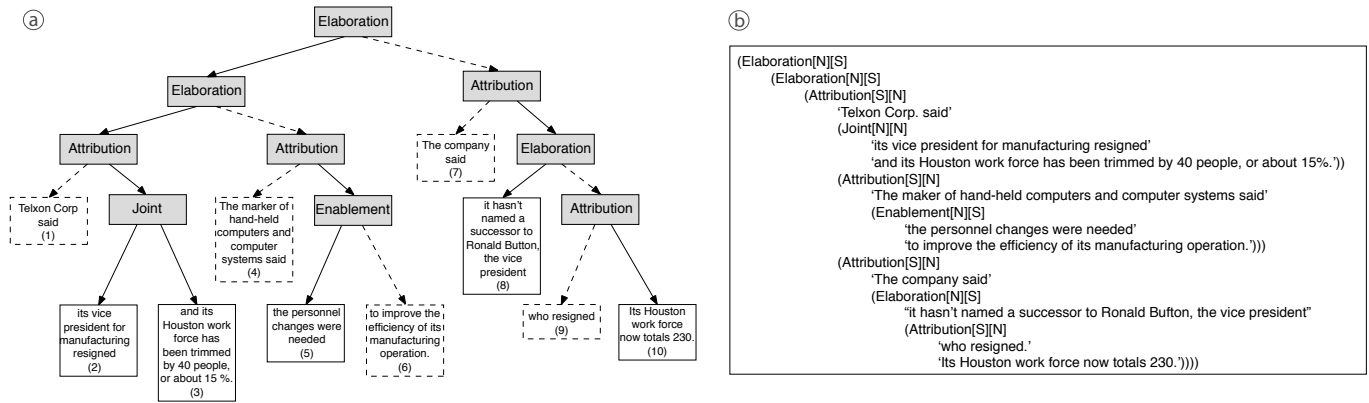 ⓐ
Elaboration
Elaboration
Attribution
Attribution
Attribution
The company
said
(7)
Elaboration
Telxon Corp
said
(1)
Joint
The marker of
hand-held
computers and
computer
systems said
(4)
Enablement
it hasn't
named a
successor to
Ronald Button,
the vice
president
(8)
Attribution
its vice
president for
manufacturing
resigned
(2)
and its
Houston work
force has
been trimmed
by 40 people,
or about 15 %.
(3)
the personnel
changes were
needed
(5)
to improve the
efficiency of its
manufacturing
operation.
(6)
who resigned
(9)
Its Houston
work force
now totals 230.
(10)
ⓑ
(Elaboration[N][S]
(Elaboration[N][S]
(Attribution[S][N]
'Telxon Corp. said'
(Joint[N][N]
'its vice president for manufacturing resigned'
'and its Houston work force has been trimmed by 40 people, or about 15%.'))
(Attribution[S][N]
'The maker of hand-held computers and computer systems said'
(Enablement[N][S]
'the personnel changes were needed'
'to improve the efficiency of its manufacturing operation.')))
(Attribution[S][N]
'The company said'
(Elaboration[N][S]
"it hasn't named a successor to Ronald Bufton, the vice president"
(Attribution[S][N]
'who resigned.'
'Its Houston work force now totals 230.'))))